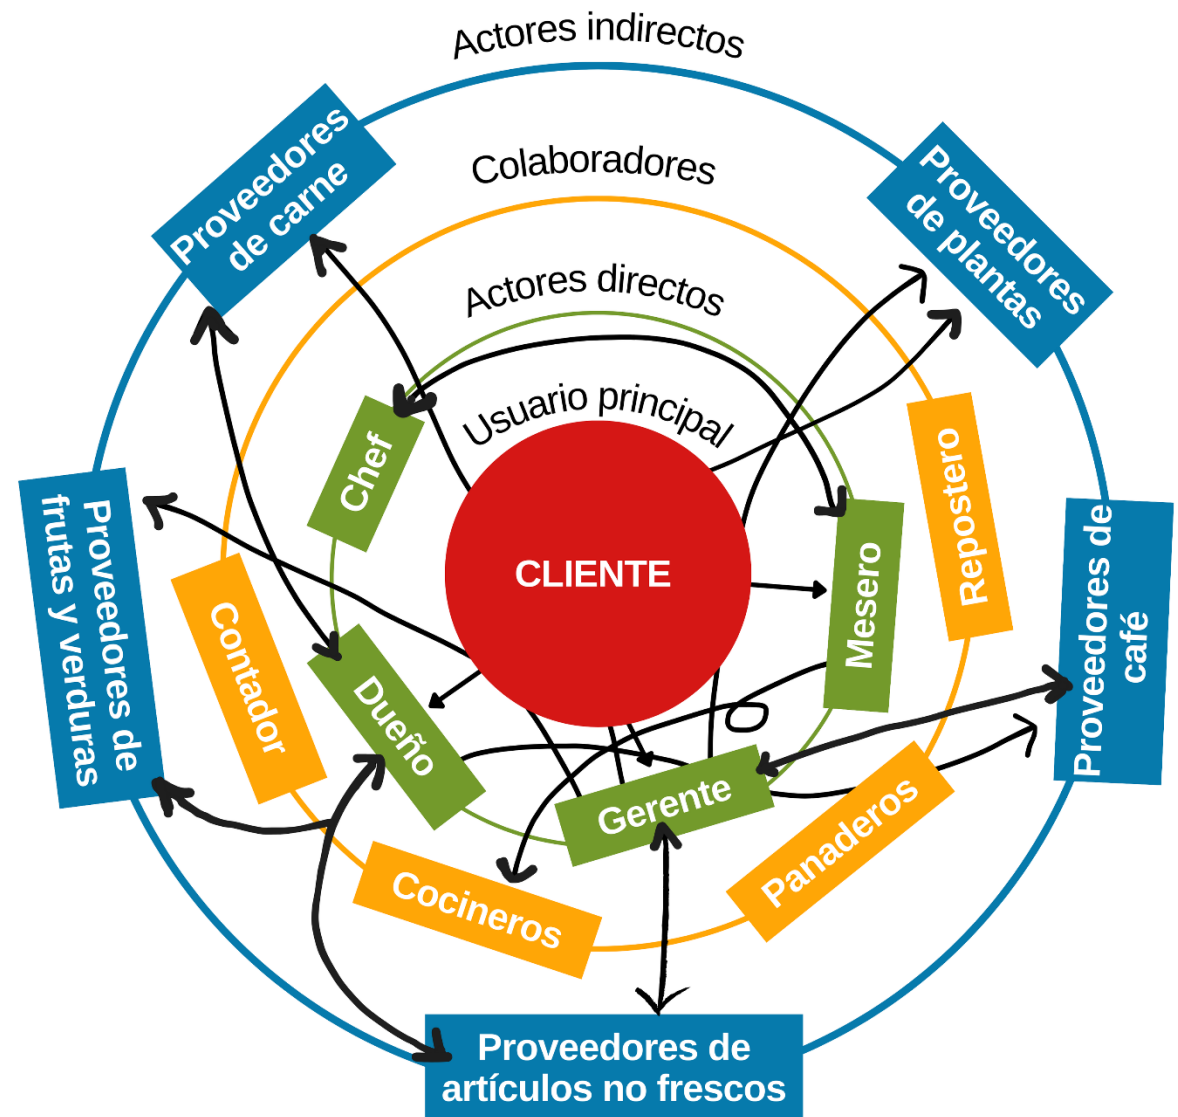 Actores indirectos
Proveedores
de carne
Colaboradores
Proveedores
de plantas
Actores directos
Usuario principal
Chef
Repostero
CLIENTE
Mesero
Proveedores de
café
Proveedores de
frutas y verduras
Contador
Dueño
Gerente
Panaderos
Cocineros
Proveedores de
artículos no frescos